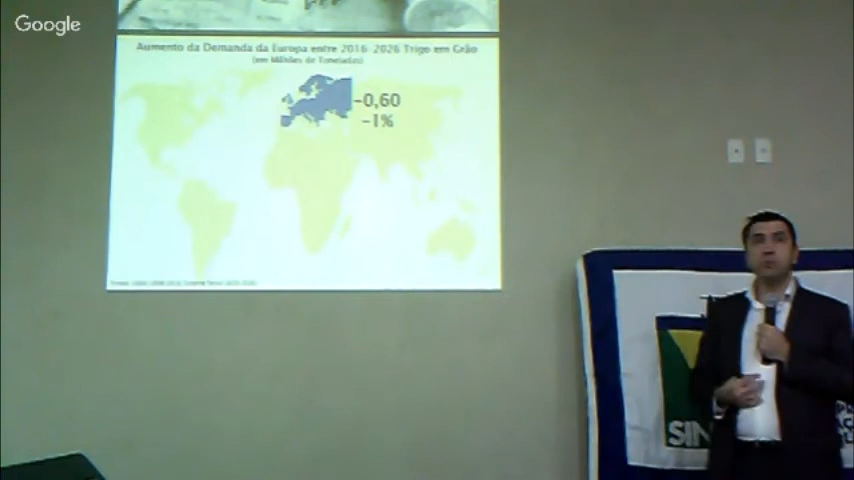 Google
Aumento da Demanda da Europa entre 2016-2026 Trigo em Grão
(em Milhões de Toneladas)
-0,60
-1%
SIN